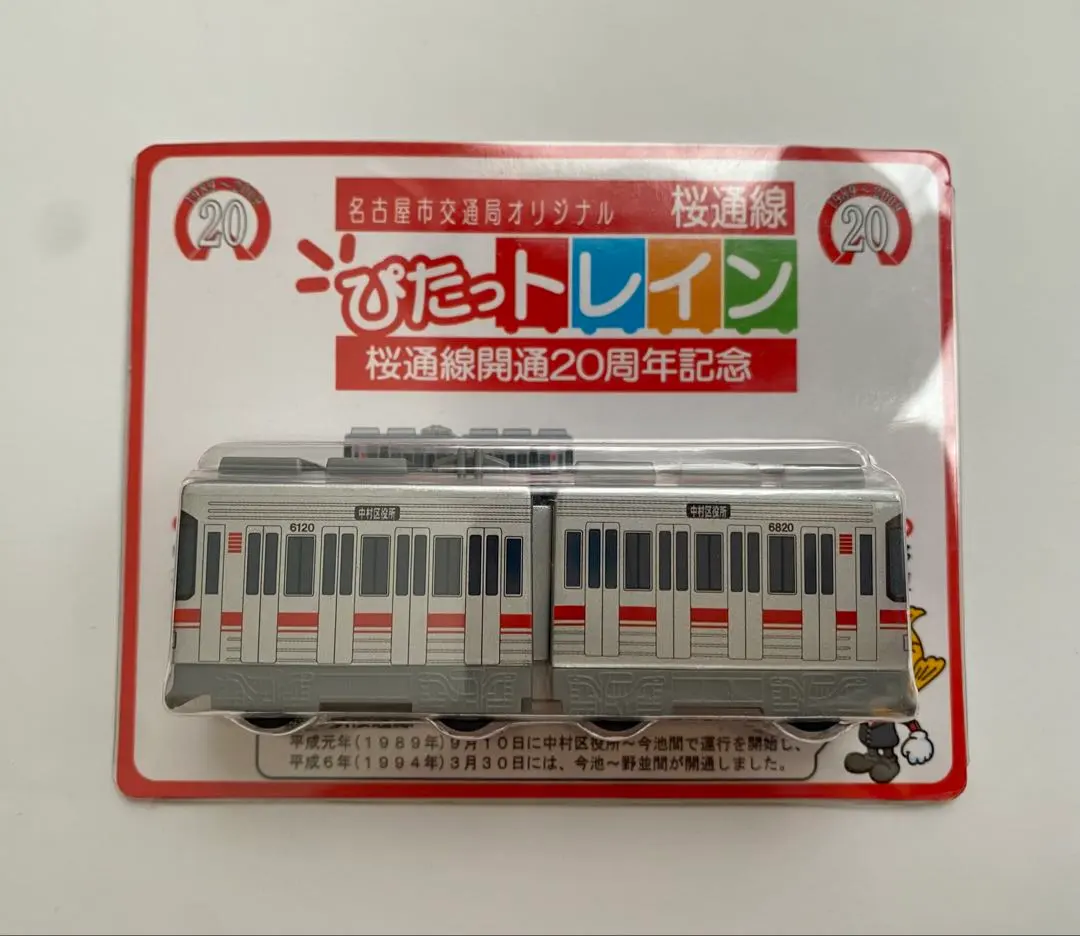 1989~2009
20
名古屋市交通局オリジナル 桜通線
1989~2009
20
ぴたっトレイン
桜通線開通20周年記念
中村区役所
6120
中村区役所
6820
平成元年(1989年)9月10日に中村区役所~今池間で運行を開始し、
平成6年(1994年)3月30日には、今池~野並間が開通しました。